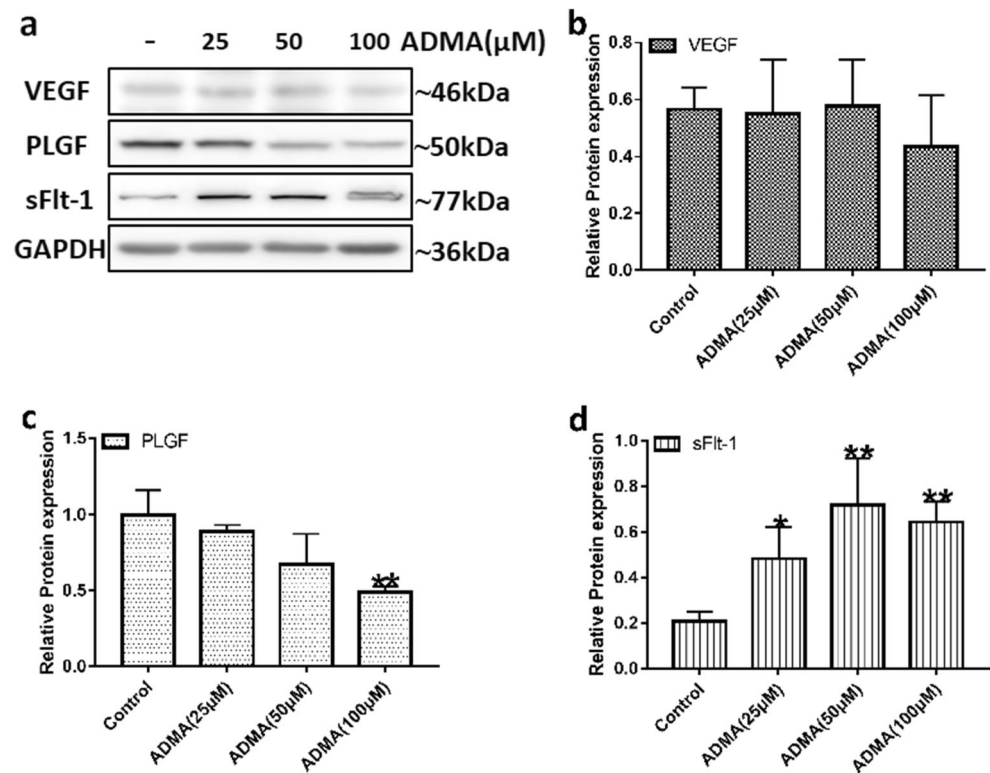 a
– 25 50 100 ADMA(μM)
VEGF ~46kDa
PLGF ~50kDa
sFlt-1 ~77kDa
GAPDH ~36kDa
b
VEGF
Relative Protein expression
0.8
0.6
0.4
0.2
0.0
Control
ADMA(25μM)
ADMA(50μM)
ADMA(100μM)
c
PLGF
Relative Protein expression
1.5
1.0
0.5
0.0
**
Control
ADMA(25μM)
ADMA(50μM)
ADMA(100μM)
d
sFlt-1
Relative Protein expression
1.0
0.8
0.6
0.4
0.2
0.0
*
**
**
Control
ADMA(25μM)
ADMA(50μM)
ADMA(100μM)